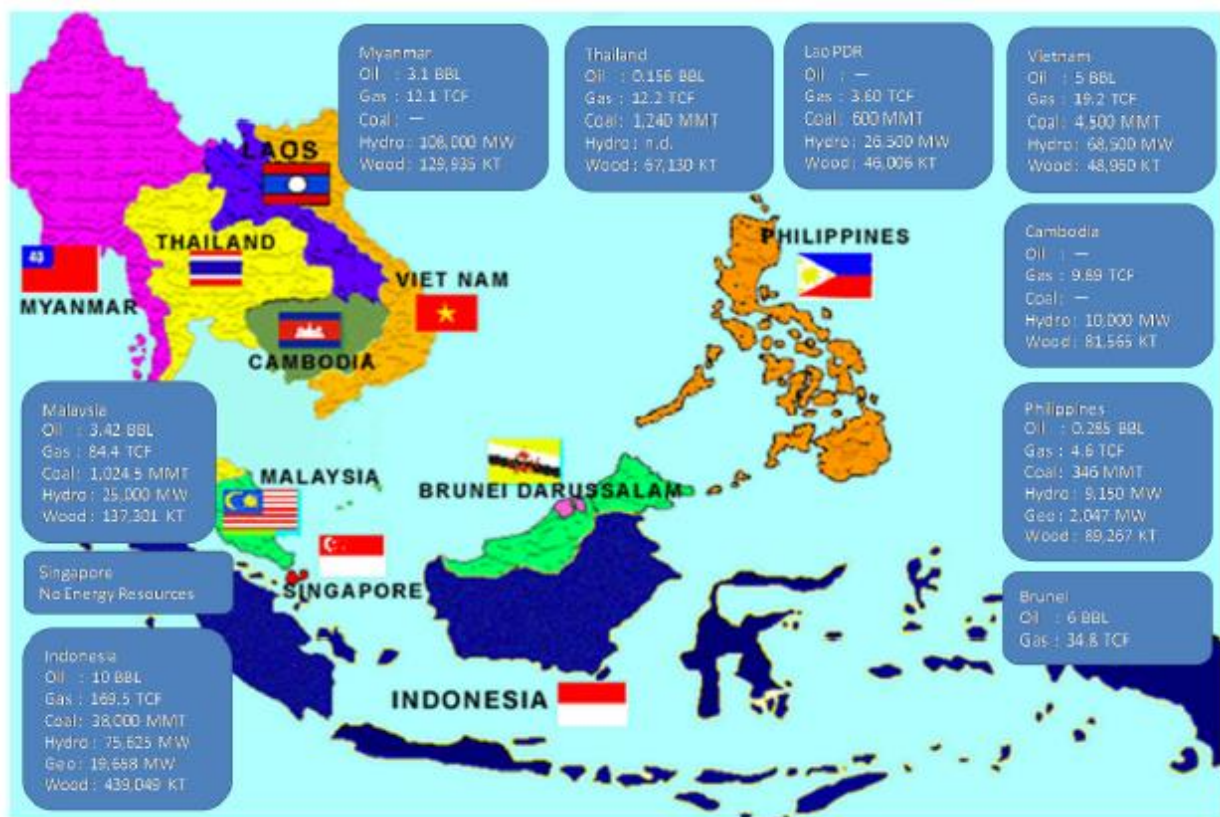 Myanmar
Oil : 3.1 BBL
Gas : 12.1 TCF
Coal: —
Hydro: 108,000 MW
Wood: 129,935 KT
Thailand
Oil : 0.156 BBL
Gas : 12.2 TCF
Coal: 1,240 MMT
Hydro: n.d.
Wood: 67,130 KT
Lao PDR
Oil : —
Gas : 3.60 TCF
Coal: 600 MMT
Hydro: 26,500 MW
Wood: 46,006 KT
Vietnam
Oil : 5 BBL
Gas : 19.2 TCF
Coal: 4,500 MMT
Hydro: 68,500 MW
Wood: 48,960 KT
LAOS
THAILAND
MYANMAR
VIET NAM
CAMBODIA
PHILIPPINES
Cambodia
Oil : —
Gas : 9.89 TCF
Coal: —
Hydro: 10,000 MW
Wood: 81,565 KT
Malaysia
Oil : 3.42 BBL
Gas : 84.4 TCF
Coal: 1,024.5 MMT
Hydro: 25,000 MW
Wood: 137,301 KT
MALAYSIA
BRUNEI DARUSSALAM
Philippines
Oil : 0.285 BBL
Gas : 4.6 TCF
Coal: 346 MMT
Hydro: 9,150 MW
Geo : 2,047 MW
Wood: 89,267 KT
Singapore
No Energy Resources
SINGAPORE
Brunei
Oil : 6 BBL
Gas : 34.8 TCF
Indonesia
Oil : 10 BBL
Gas : 169.5 TCF
Coal: 38,000 MMT
Hydro: 75,625 MW
Geo : 19,658 MW
Wood: 439,049 KT
INDONESIA